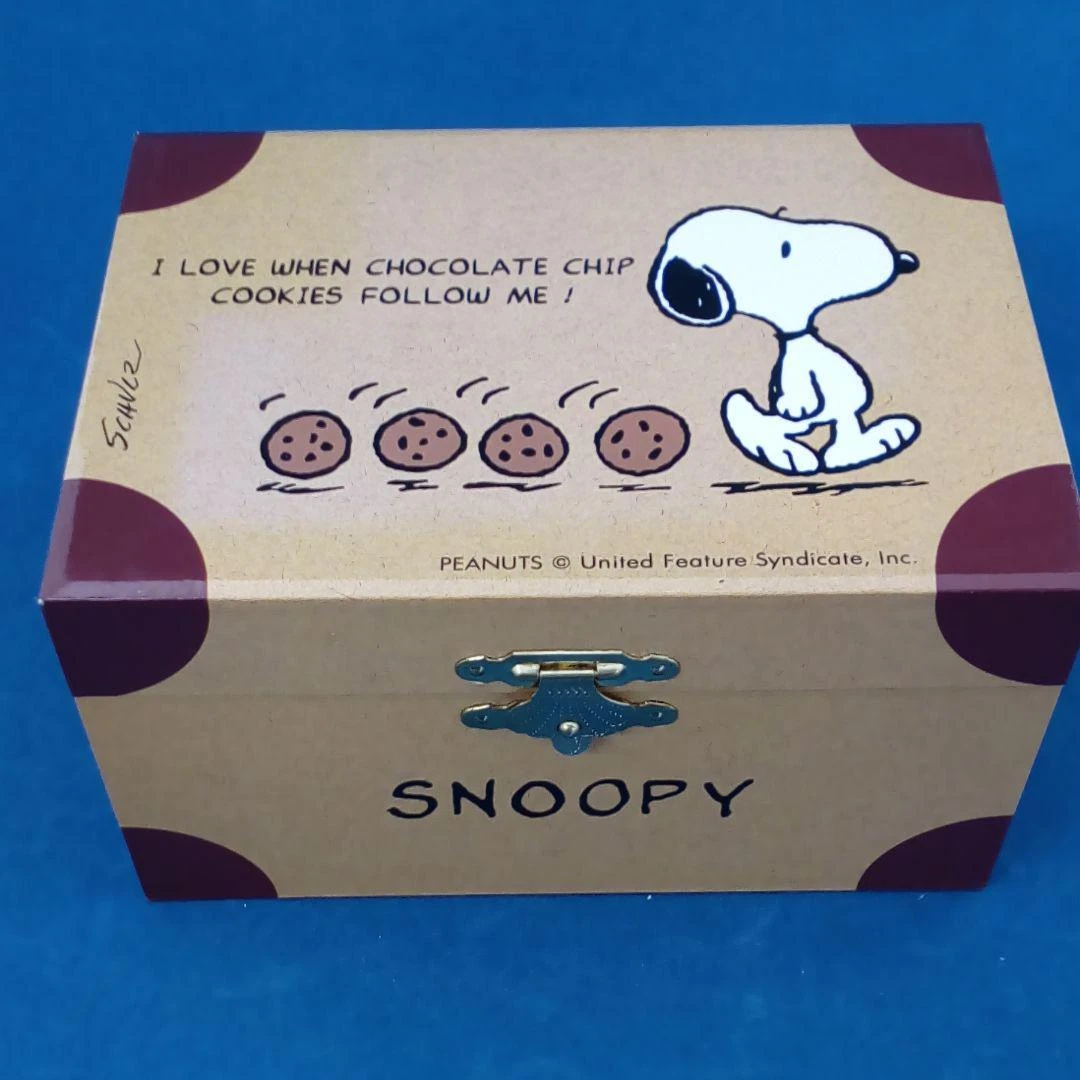 I LOVE WHEN CHOCOLATE CHIP
COOKIES FOLLOW ME !
SCHULZ
PEANUTS © United Feature Syndicate, Inc.
SNOOPY